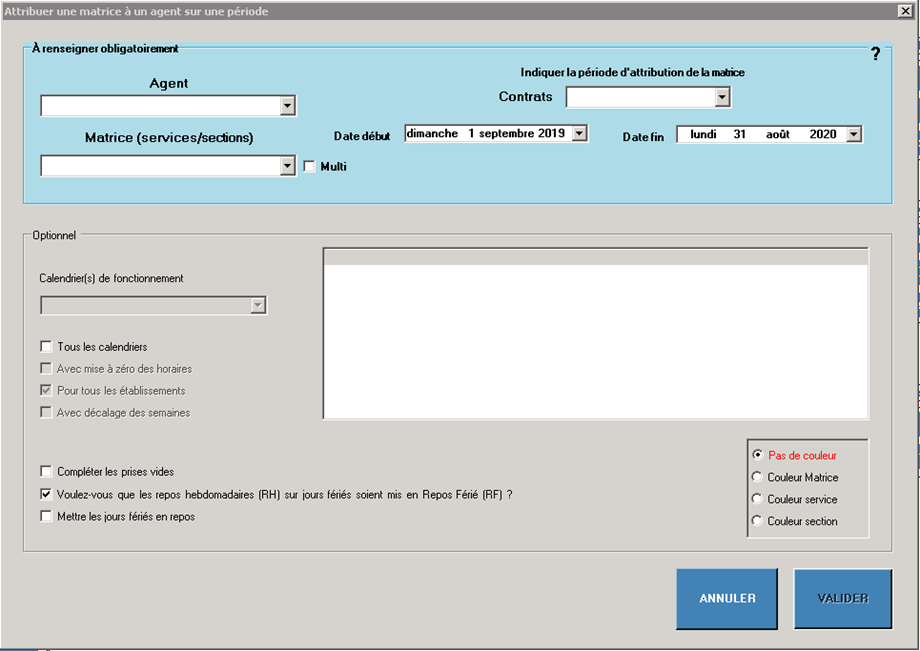 Attribuer une matrice à un agent sur une période
À renseigner obligatoirement
?
Agent
Indiquer la période d'attribution de la matrice
Contrats
Matrice (services/sections)
Date début
dimanche 1 septembre 2019
Date fin
lundi 31 août 2020
Multi
Optionnel
Calendrier(s) de fonctionnement
Tous les calendriers
Avec mise à zéro des horaires
Pour tous les établissements
Avec décalage des semaines
Compléter les prises vides
Voulez-vous que les repos hebdomadaires (RH) sur jours fériés soient mis en Repos Férié (RF) ?
Mettre les jours fériés en repos
Pas de couleur
Couleur Matrice
Couleur service
Couleur section
ANNULER
VALIDER